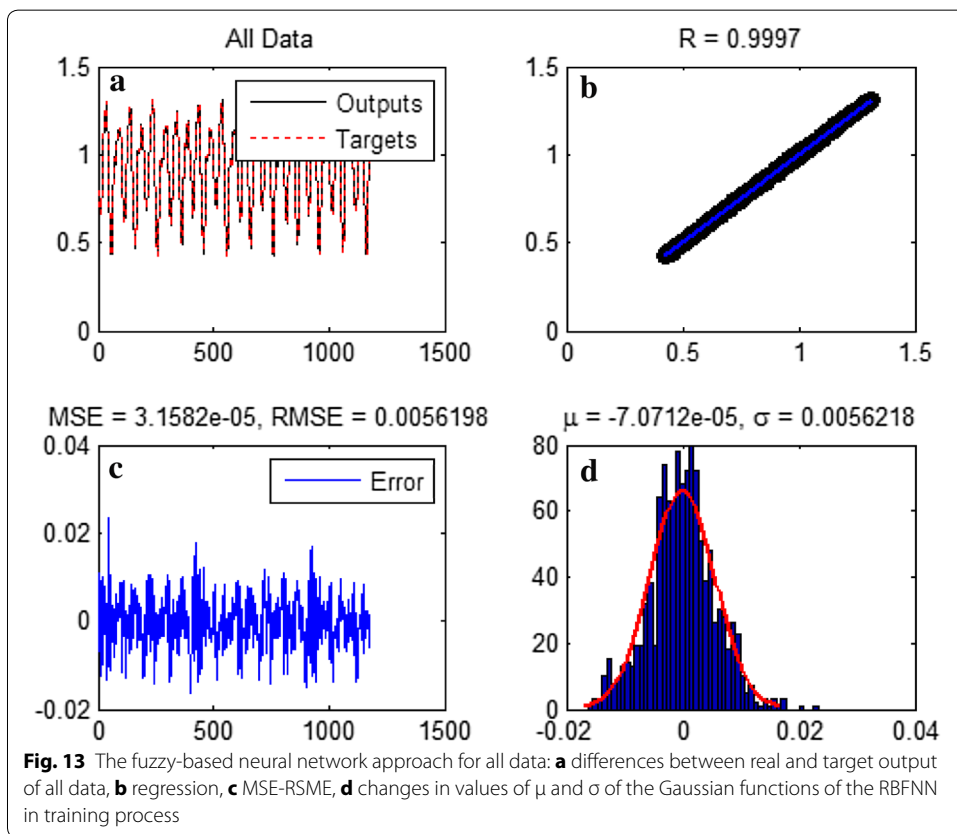 All Data
1.5
1
0.5
0
0
500
1000
1500
a
Outputs
Targets
R = 0.9997
1.5
1
0.5
0
0
0.5
1
1.5
b
MSE = 3.1582e-05, RMSE = 0.0056198
0.04
0.02
0
-0.02
0
500
1000
1500
c
Error
μ = -7.0712e-05, σ = 0.0056218
80
60
40
20
0
-0.02
0
0.02
0.04
d
Fig. 13 The fuzzy-based neural network approach for all data: a differences between real and target output
of all data, b regression, c MSE-RSME, d changes in values of μ and σ of the Gaussian functions of the RBFNN
in training process